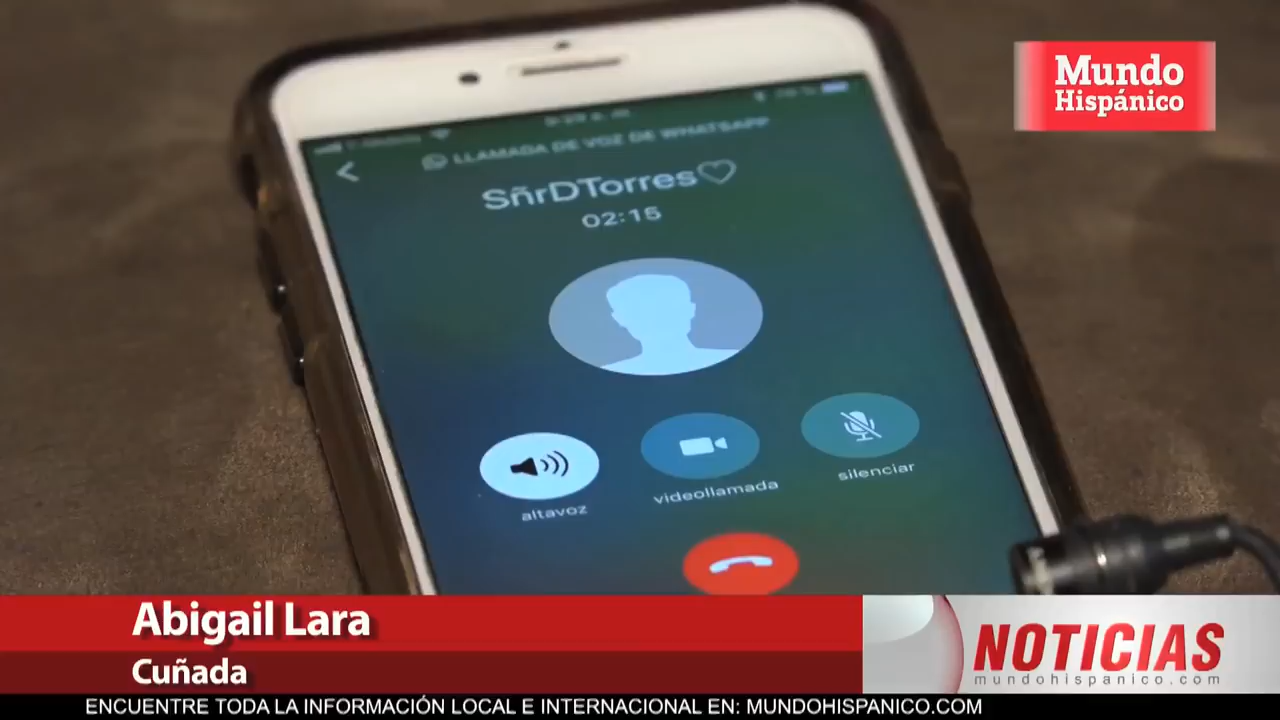 Mundo
Hispánico
LLAMADA DE VOZ DE WHATSAPP
SñrDTorres♡
02:15
altavoz
videollamada
silenciar
Abigail Lara
Cuñada
NOTICIAS
mundohispanico.com
ENCUENTRE TODA LA INFORMACIÓN LOCAL E INTERNACIONAL EN: MUNDOHISPANICO.COM